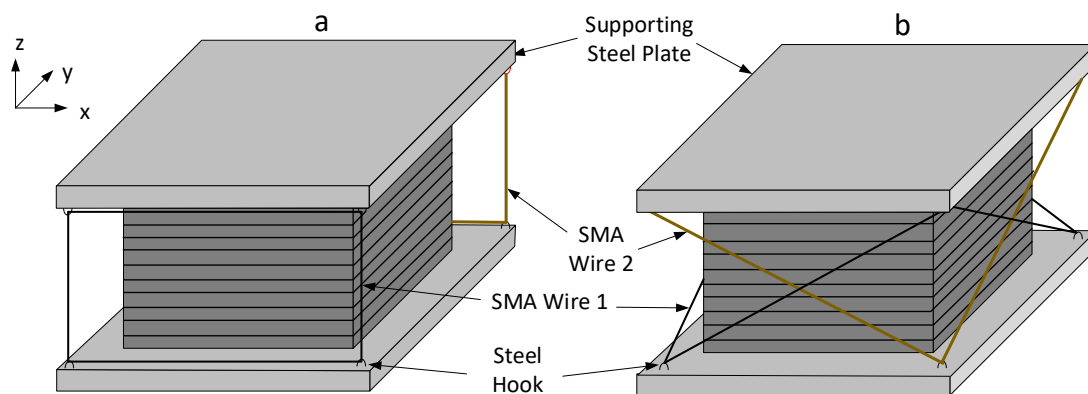 a
Supporting
Steel Plate
b
z
y
x
SMA
Wire 2
SMA Wire 1
Steel
Hook